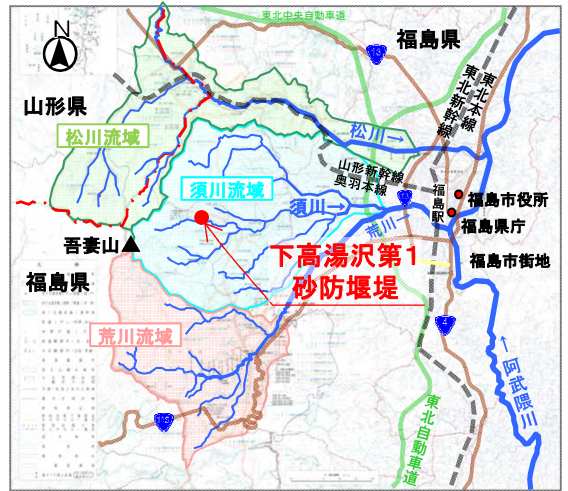 東北中央自動車道
福島県
13
山形県
松川流域
松川→
東北本線
東北新幹線
山形新幹線
奥羽本線
須川流域
須川→
荒川→
福島駅
福島市役所
福島県庁
吾妻山
下高湯沢第1
砂防堰堤
福島市街地
福島県
荒川流域
4
←阿武隈川
東北自動車道